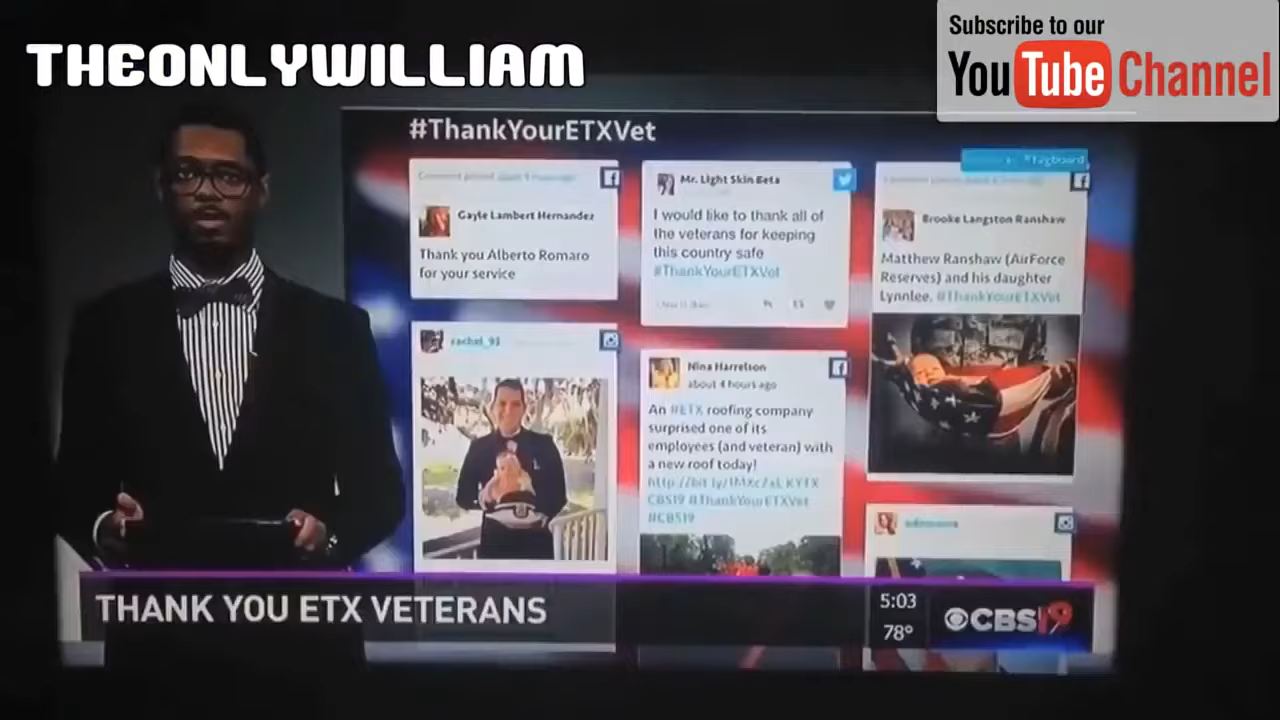 THEONLYWILLIAM
Subscribe to our
YouTube Channel
#ThankYourETXVet
#Tagboard
Gayle Lambert Hernandez
Thank you Alberto Romaro
for your service
Mr. Light Skin Beta
I would like to thank all of
the veterans for keeping
this country safe
#ThankYourETXVet
Brooke Langston Ranshaw
Matthew Ranshaw (AirForce
Reserves) and his daughter
Lynnlee. #ThankYourETXVet
rachel_93
Nina Harrelson
about 4 hours ago
An #ETX roofing company
surprised one of its
employees (and veteran) with
a new roof today!
KYTX
CBS19 #ThankYourETXVet
#CBS19
THANK YOU ETX VETERANS
5:03
78°
CBS19